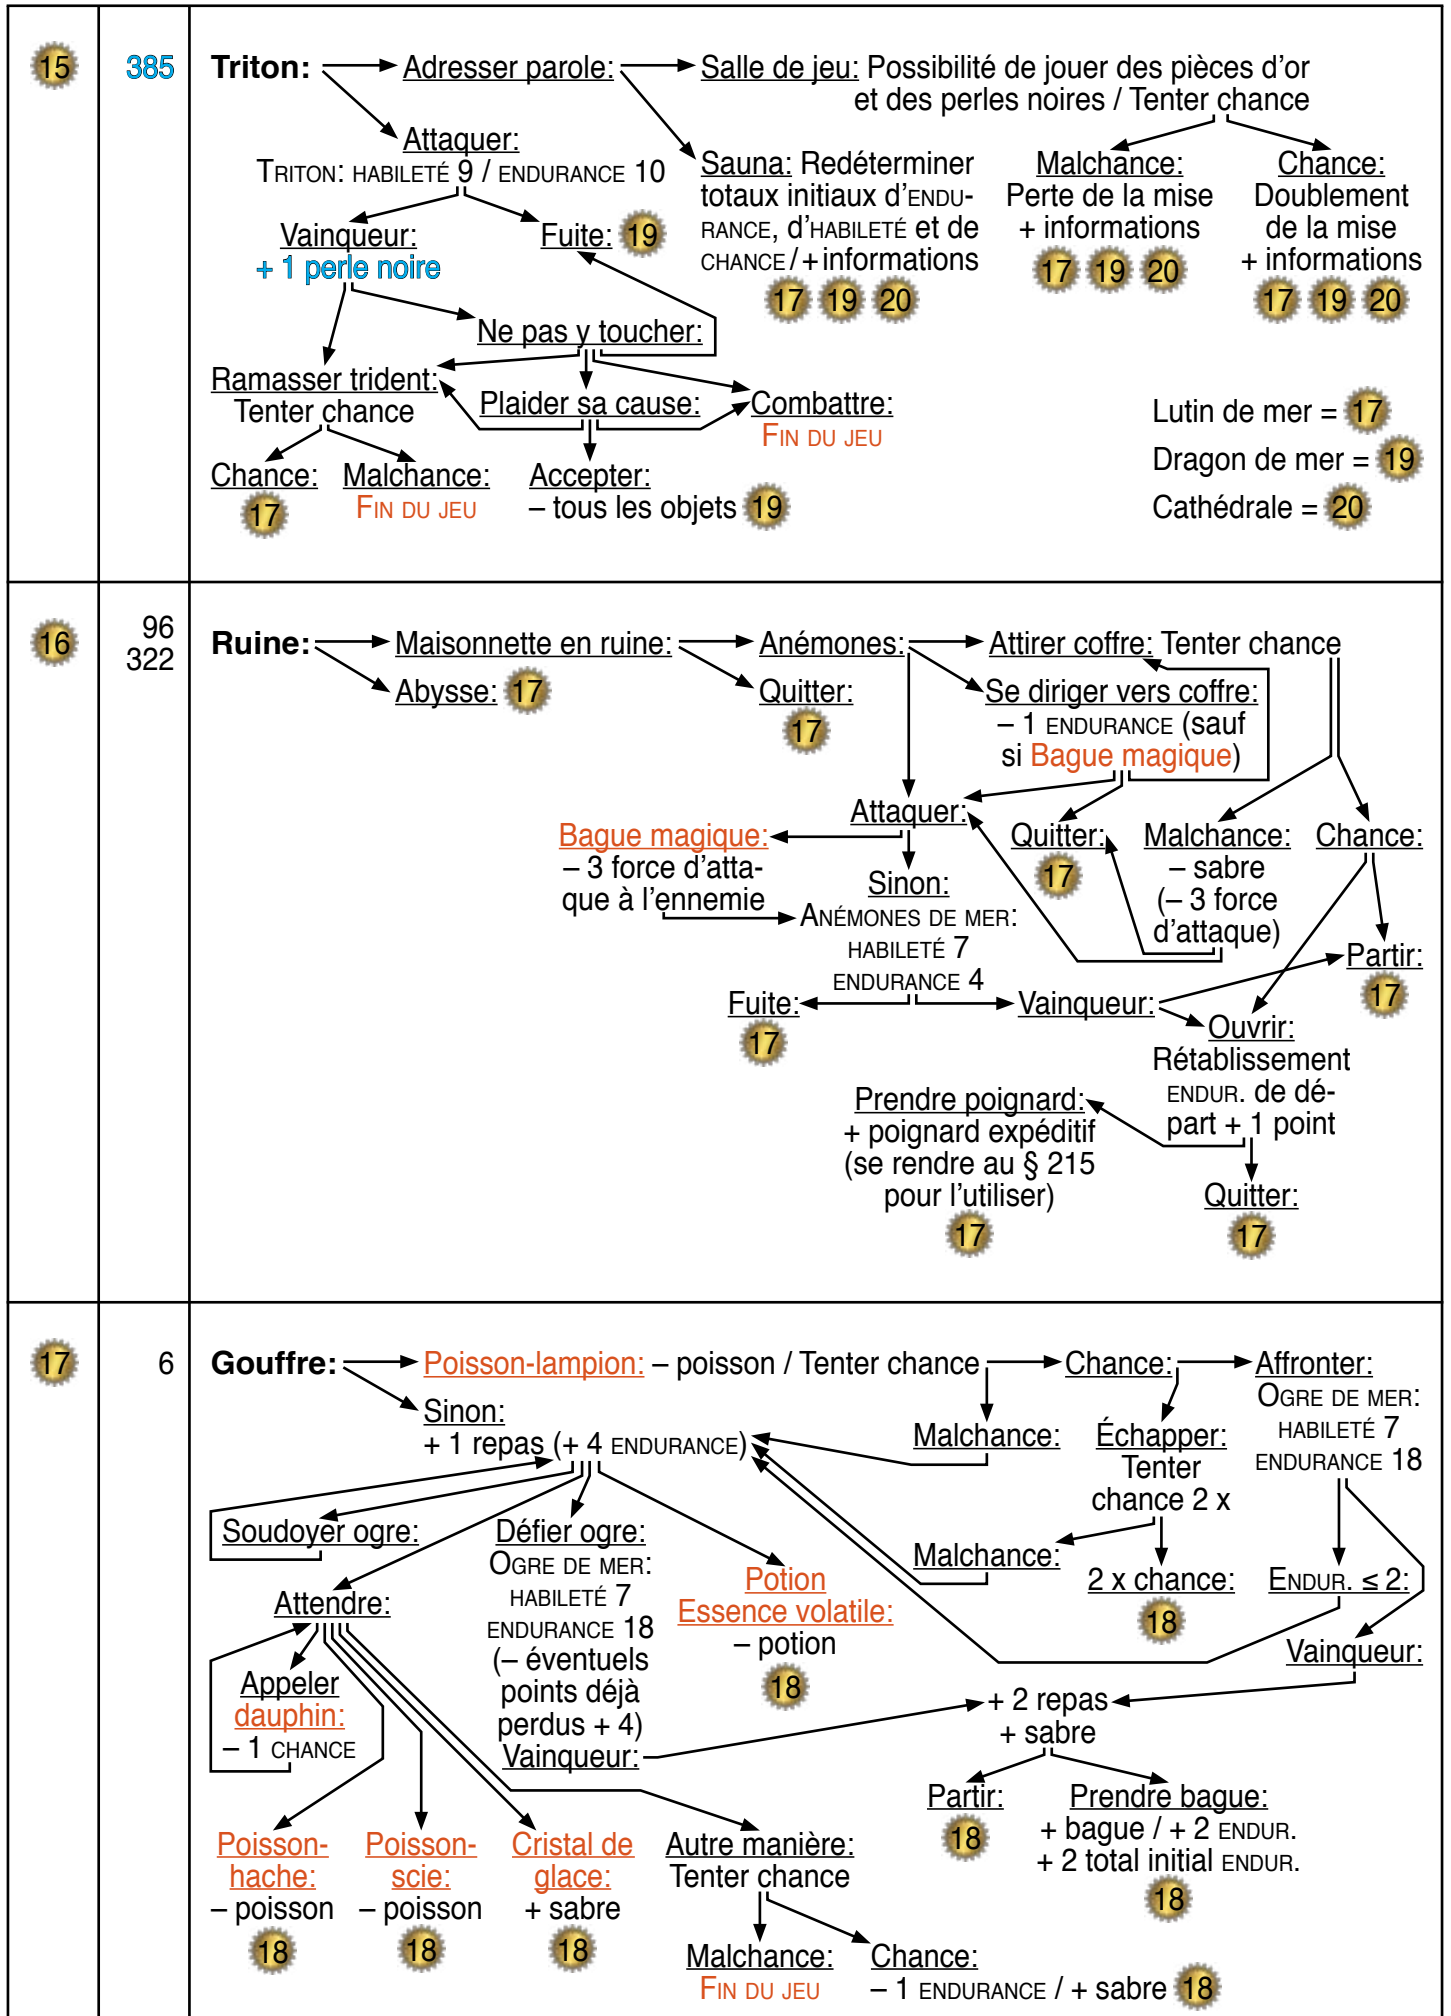 15
385
Triton:
Adresser parole:
Salle de jeu: Possibilité de jouer des pièces d'or
et des perles noires / Tenter chance
Attaquer:
TRITON: HABILETÉ 9 / ENDURANCE 10
Sauna: Redéterminer
totaux initiaux d'ENDU-
RANCE, d'HABILETÉ et de
CHANCE / + informations
17 19 20
Malchance:
Perte de la mise
+ informations
17 19 20
Chance:
Doublement
de la mise
+ informations
17 19 20
Vainqueur:
+ 1 perle noire
Fuite: 19
Ne pas y toucher:
Ramasser trident:
Tenter chance
Plaider sa cause:
Combattre:
FIN DU JEU
Chance:
17
Malchance:
FIN DU JEU
Accepter:
– tous les objets 19
Lutin de mer = 17
Dragon de mer = 19
Cathédrale = 20
16
96
322
Ruine:
Maisonnette en ruine:
Anémones:
Attirer coffre: Tenter chance
Abysse: 17
Quitter:
17
Se diriger vers coffre:
– 1 ENDURANCE (sauf
si Bague magique)
Attaquer:
Bague magique:
– 3 force d'atta-
que à l'ennemie
Sinon:
ANÉMONES DE MER:
HABILETÉ 7
ENDURANCE 4
Quitter:
17
Malchance:
– sabre
(– 3 force
d'attaque)
Chance:
Partir:
17
Fuite:
17
Vainqueur:
Ouvrir:
Rétablissement
ENDUR. de dé-
part + 1 point
Prendre poignard:
+ poignard expéditif
(se rendre au § 215
pour l'utiliser)
17
Quitter:
17
17
6
Gouffre:
Poisson-lampion: – poisson / Tenter chance
Chance:
Affronter:
OGRE DE MER:
HABILETÉ 7
ENDURANCE 18
Sinon:
+ 1 repas (+ 4 ENDURANCE)
Malchance:
Échapper:
Tenter
chance 2 x
Soudoyer ogre:
Défier ogre:
OGRE DE MER:
HABILETÉ 7
ENDURANCE 18
(– éventuels
points déjà
perdus + 4)
Vainqueur:
Potion
Essence volatile:
– potion
18
Malchance:
2 x chance:
18
ENDUR. ≤ 2:
Vainqueur:
Attendre:
Appeler
dauphin:
– 1 CHANCE
+ 2 repas
+ sabre
Partir:
18
Prendre bague:
+ bague / + 2 ENDUR.
+ 2 total initial ENDUR.
18
Poisson-
hache:
– poisson
18
Poisson-
scie:
– poisson
18
Cristal de
glace:
+ sabre
18
Autre manière:
Tenter chance
Malchance:
FIN DU JEU
Chance:
– 1 ENDURANCE / + sabre 18